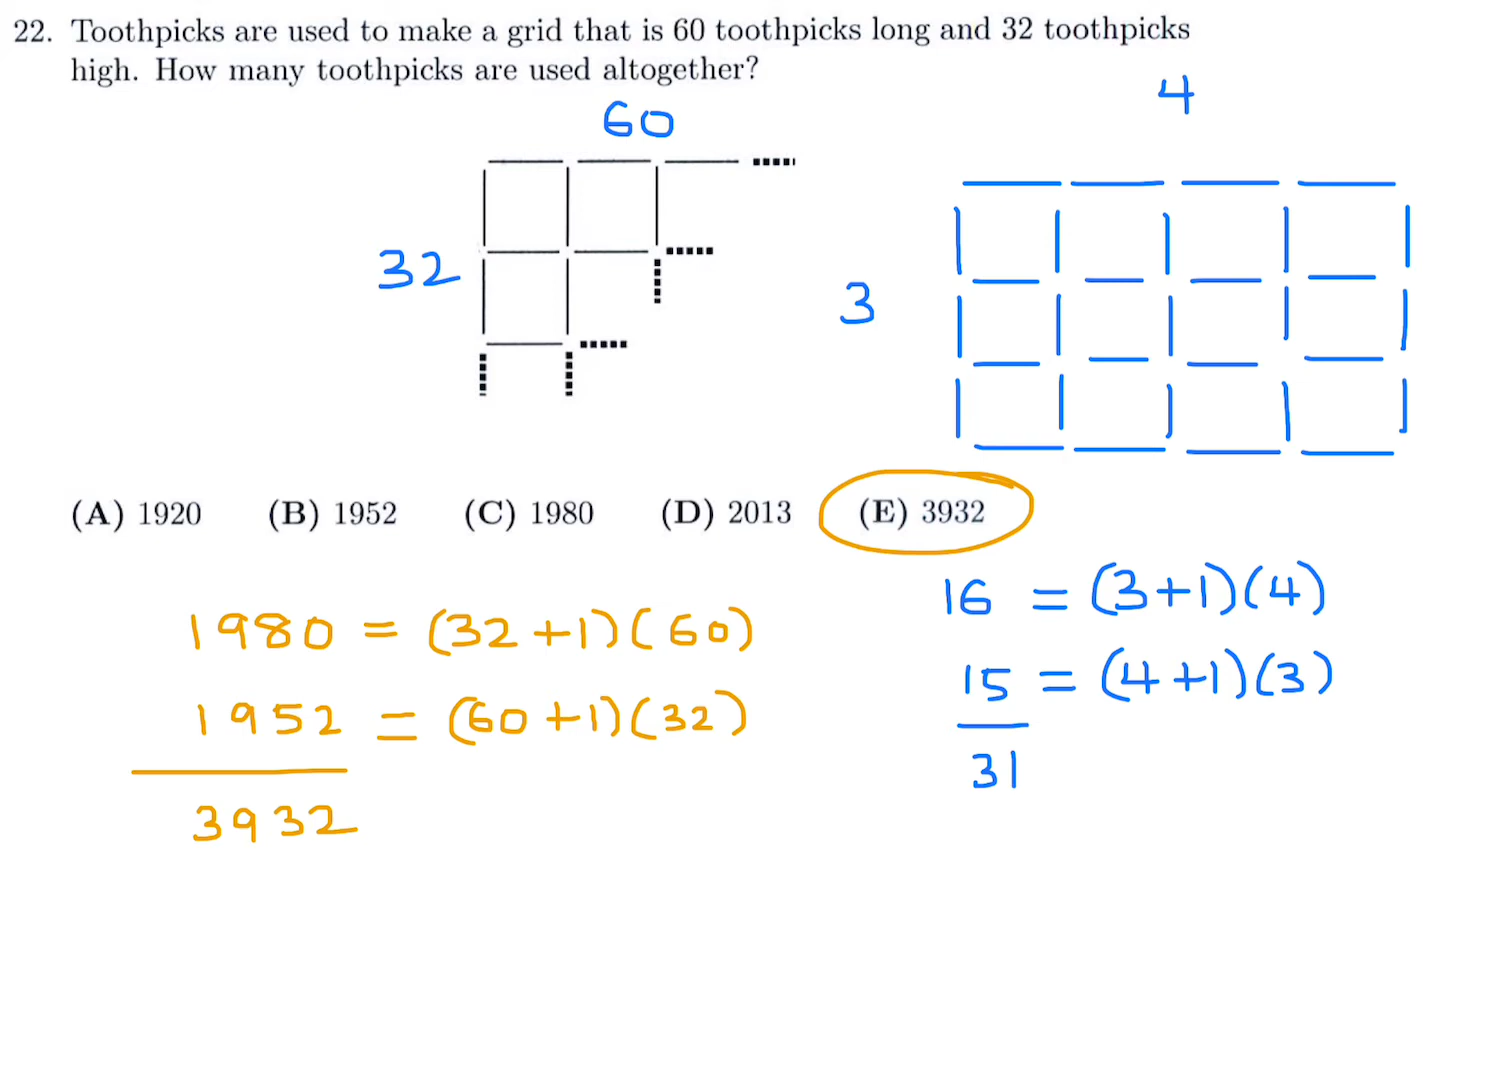 22. Toothpicks are used to make a grid that is 60 toothpicks long and 32 toothpicks
high. How many toothpicks are used altogether?
60
32
4
3
(A) 1920 (B) 1952 (C) 1980 (D) 2013 (E) 3932
1980 = (32+1)(60)
1952 = (60+1)(32)
3932
16 = (3+1)(4)
15 = (4+1)(3)
31